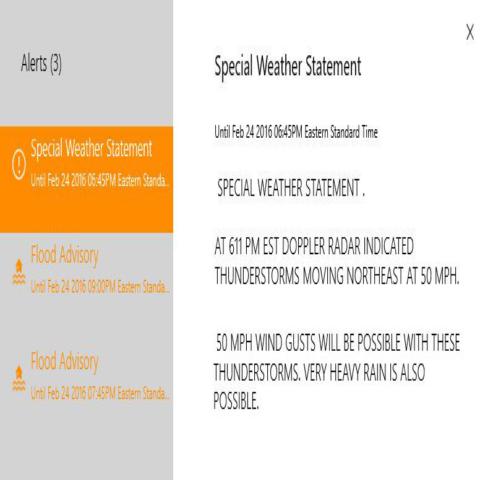 Alerts (3)
Special Weather Statement
Until Feb 24 2016 06:45PM Eastern Standa...
Flood Advisory
Until Feb 24 2016 09:00PM Eastern Standa...
Flood Advisory
Until Feb 24 2016 07:45PM Eastern Standa...
X
Special Weather Statement
Until Feb 24 2016 06:45PM Eastern Standard Time
SPECIAL WEATHER STATEMENT .
AT 611 PM EST DOPPLER RADAR INDICATED
THUNDERSTORMS MOVING NORTHEAST AT 50 MPH.
50 MPH WIND GUSTS WILL BE POSSIBLE WITH THESE
THUNDERSTORMS. VERY HEAVY RAIN IS ALSO
POSSIBLE.